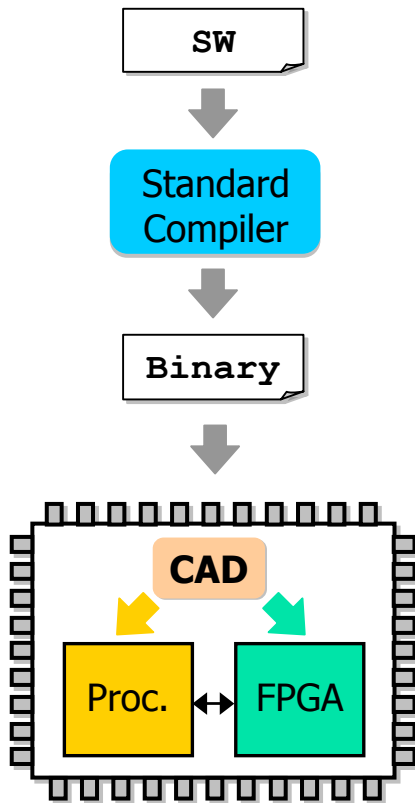 SW
Standard
Compiler
Binary
CAD
Proc.
FPGA